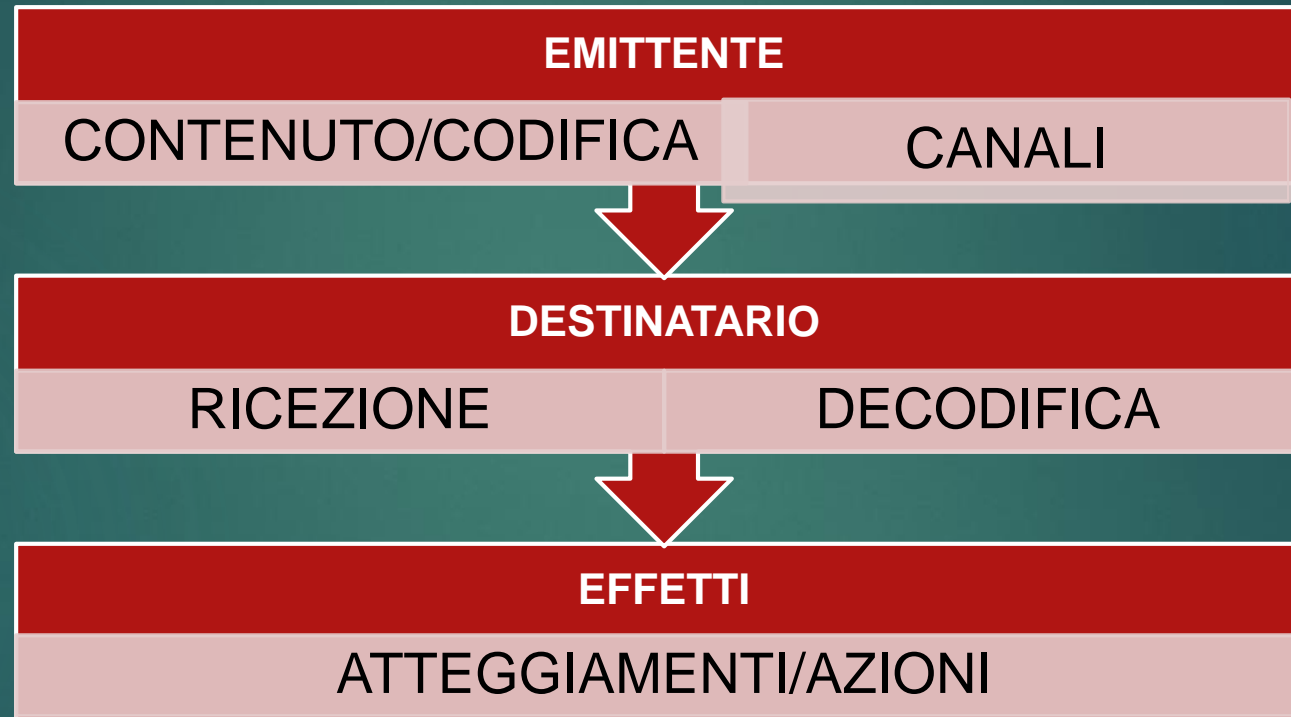 EMITTENTE
CONTENUTO/CODIFICA
CANALI
DESTINATARIO
RICEZIONE
DECODIFICA
EFFETTI
ATTEGGIAMENTI/AZIONI